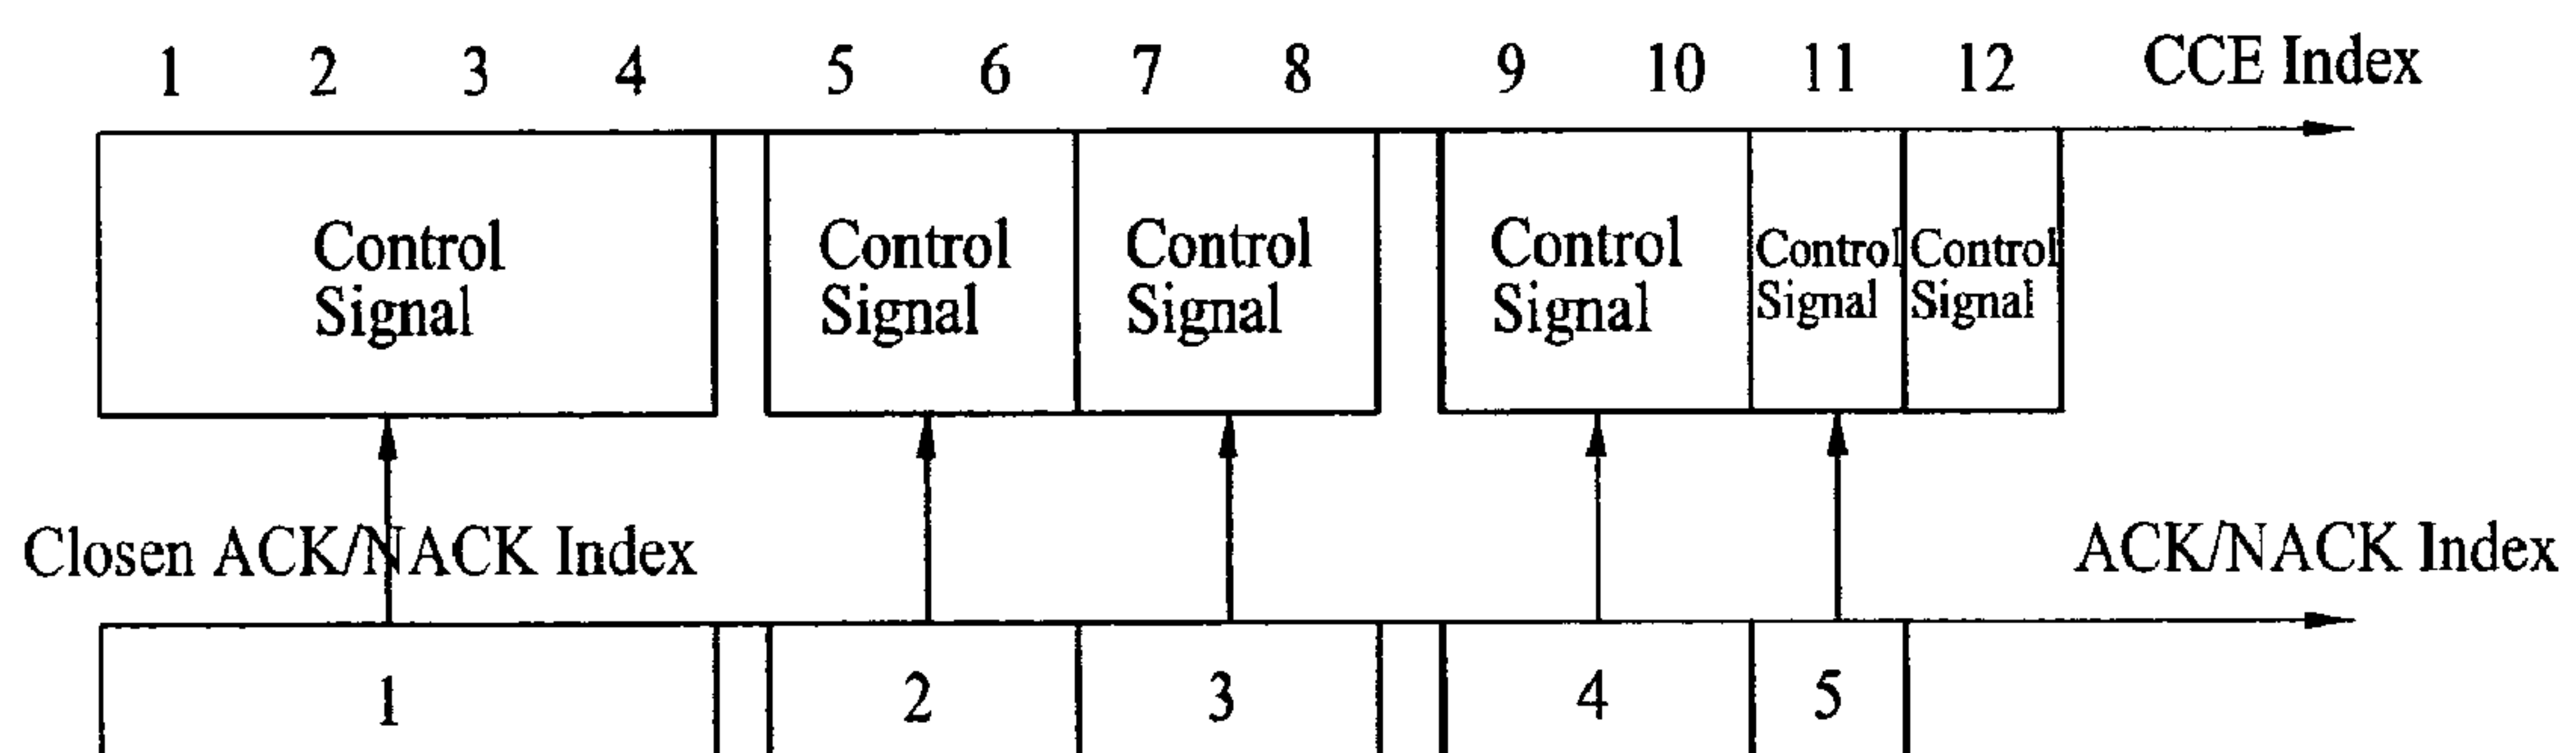 1 2 3 4 5 6 7 8 9 10 11 12 CCE Index
Control Control Control Control Control Control
Signal Signal Signal Signal Signal Signal
Closen ACK/NACK Index ACK/NACK Index
1 2 3 4 5